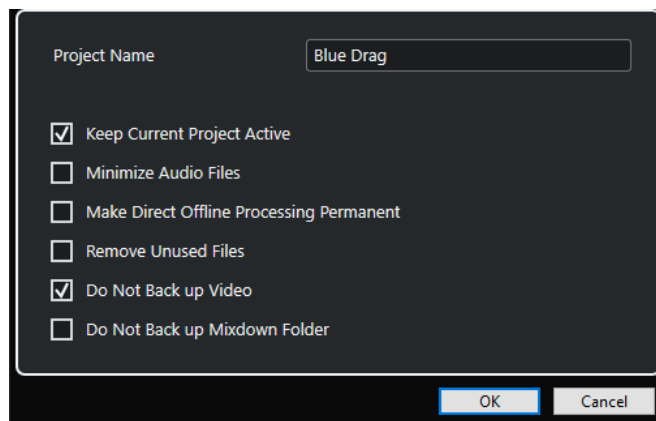 Project Name
Blue Drag
Keep Current Project Active
Minimize Audio Files
Make Direct Offline Processing Permanent
Remove Unused Files
Do Not Back up Video
Do Not Back up Mixdown Folder
OK
Cancel